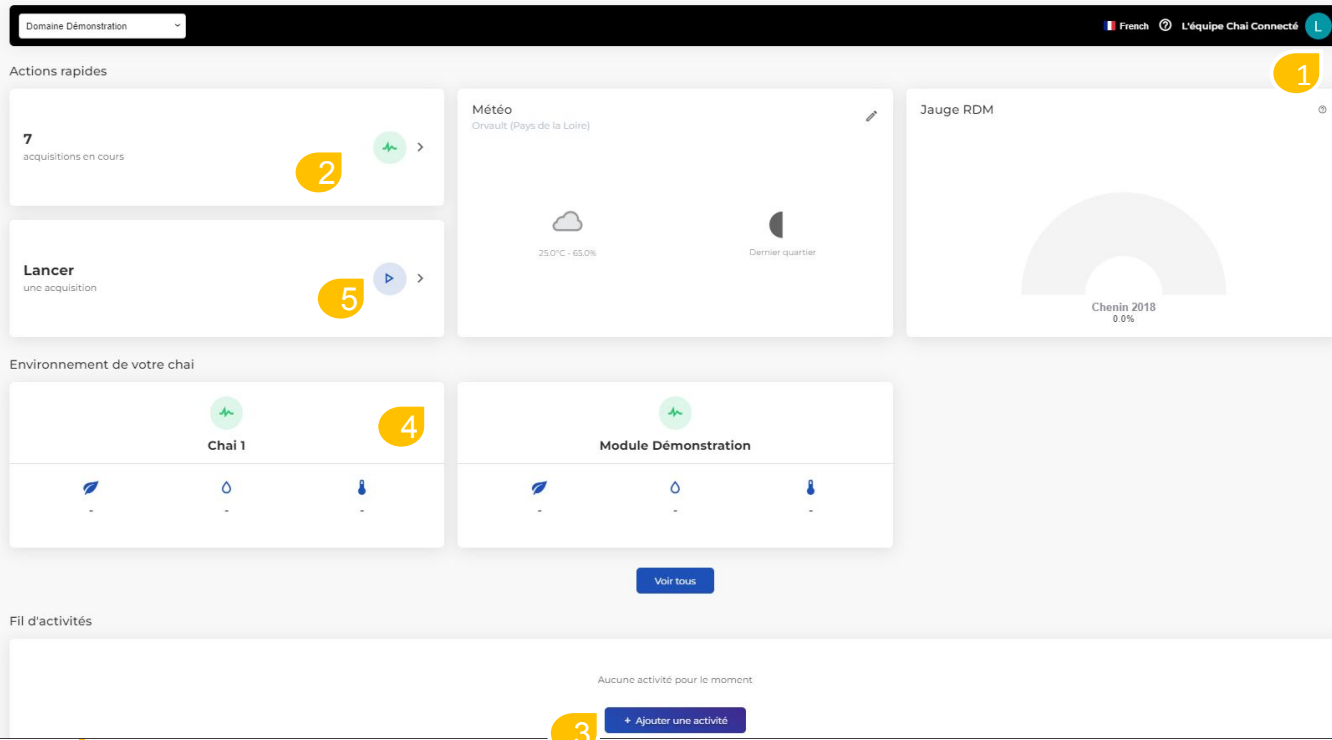 Domaine Démonstration
French
L'équipe Chai Connecté
L
Actions rapides
1
7
acquisitions en cours
2
Météo
Orvault (Pays de la Loire)
25.0°C - 65.0%
Dernier quartier
Jauge RDM
Chenin 2018
0.0%
Lancer
une acquisition
5
Environnement de votre chai
Chai 1
4
-
-
-
Module Démonstration
-
-
-
Voir tous
Fil d'activités
Aucune activité pour le moment
+ Ajouter une activité
3